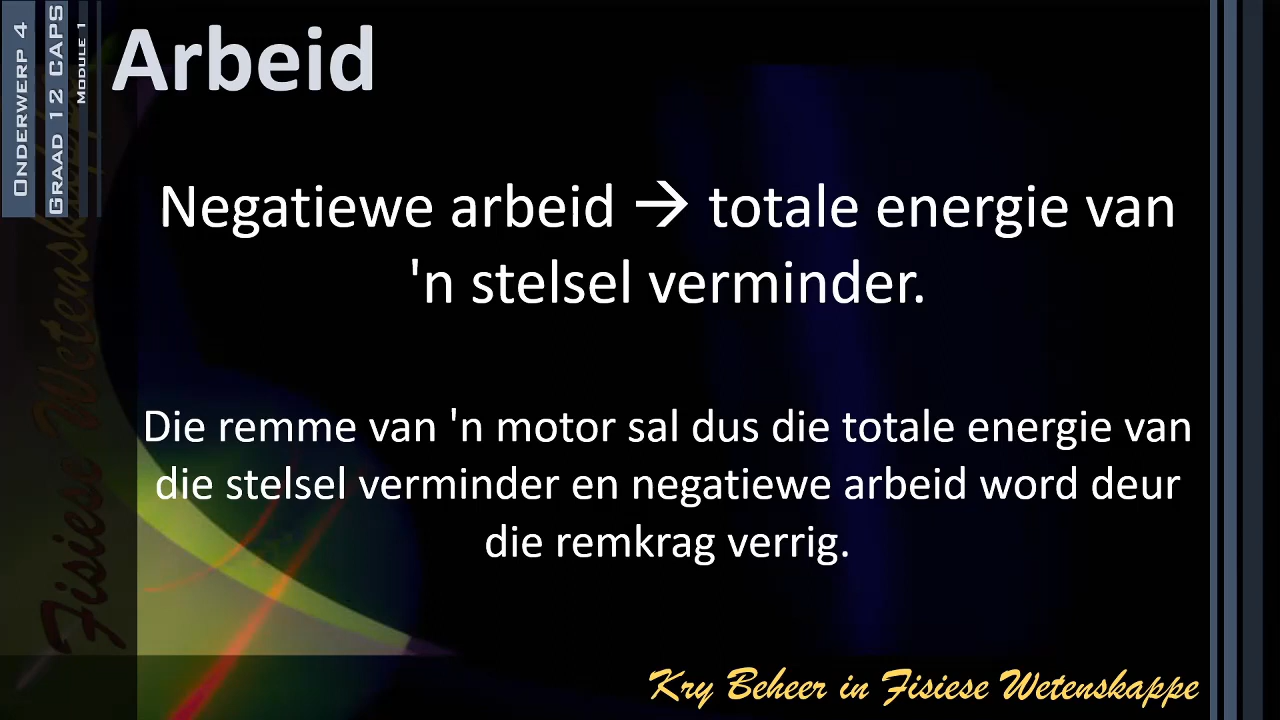 Onderwerp 4
Graad 12 CAPS
Module 1
Arbeid
Negatiewe arbeid → totale energie van
'n stelsel verminder.
Die remme van 'n motor sal dus die totale energie van
die stelsel verminder en negatiewe arbeid word deur
die remkrag verrig.
Fisiese Wetenskappe
Kry Beheer in Fisiese Wetenskappe